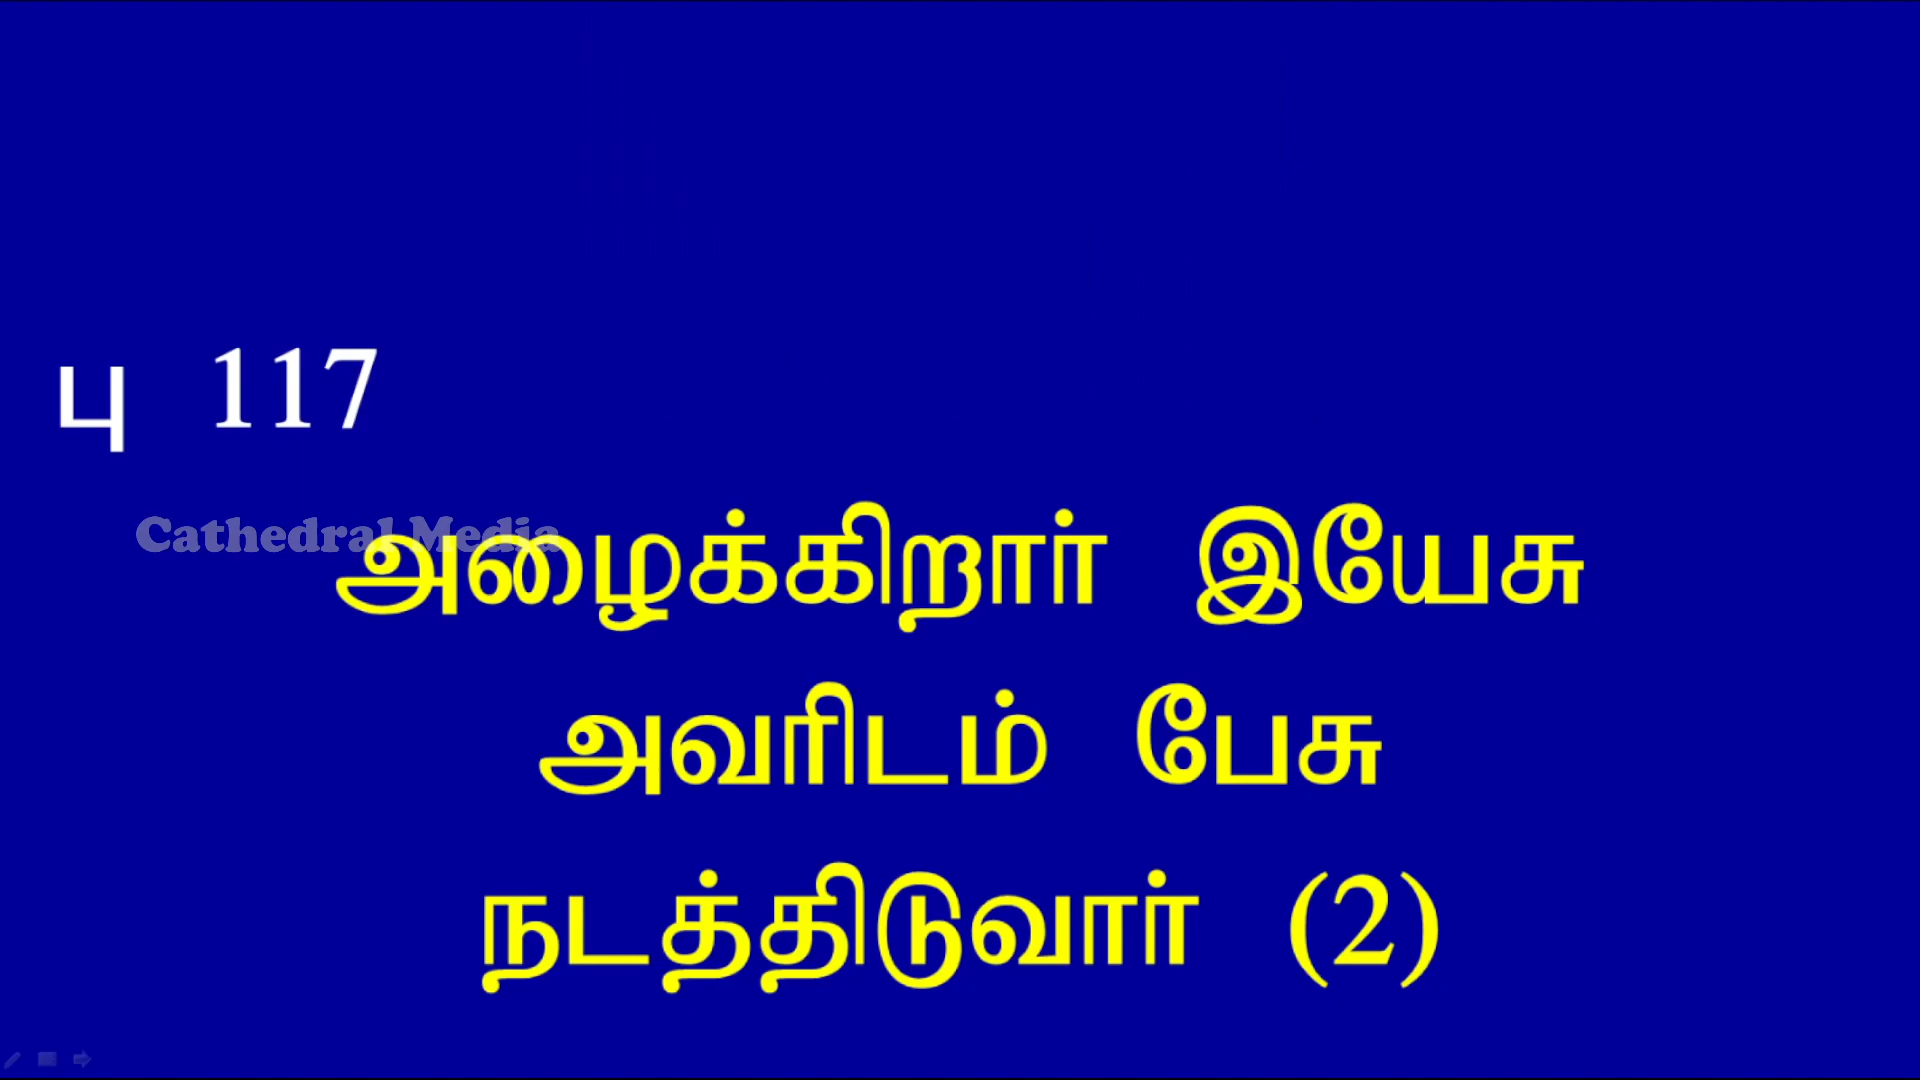 பு 117
Cathedral Media
அழைக்கிறார் இயேசு
அவரிடம் பேசு
நடத்திடுவார் (2)